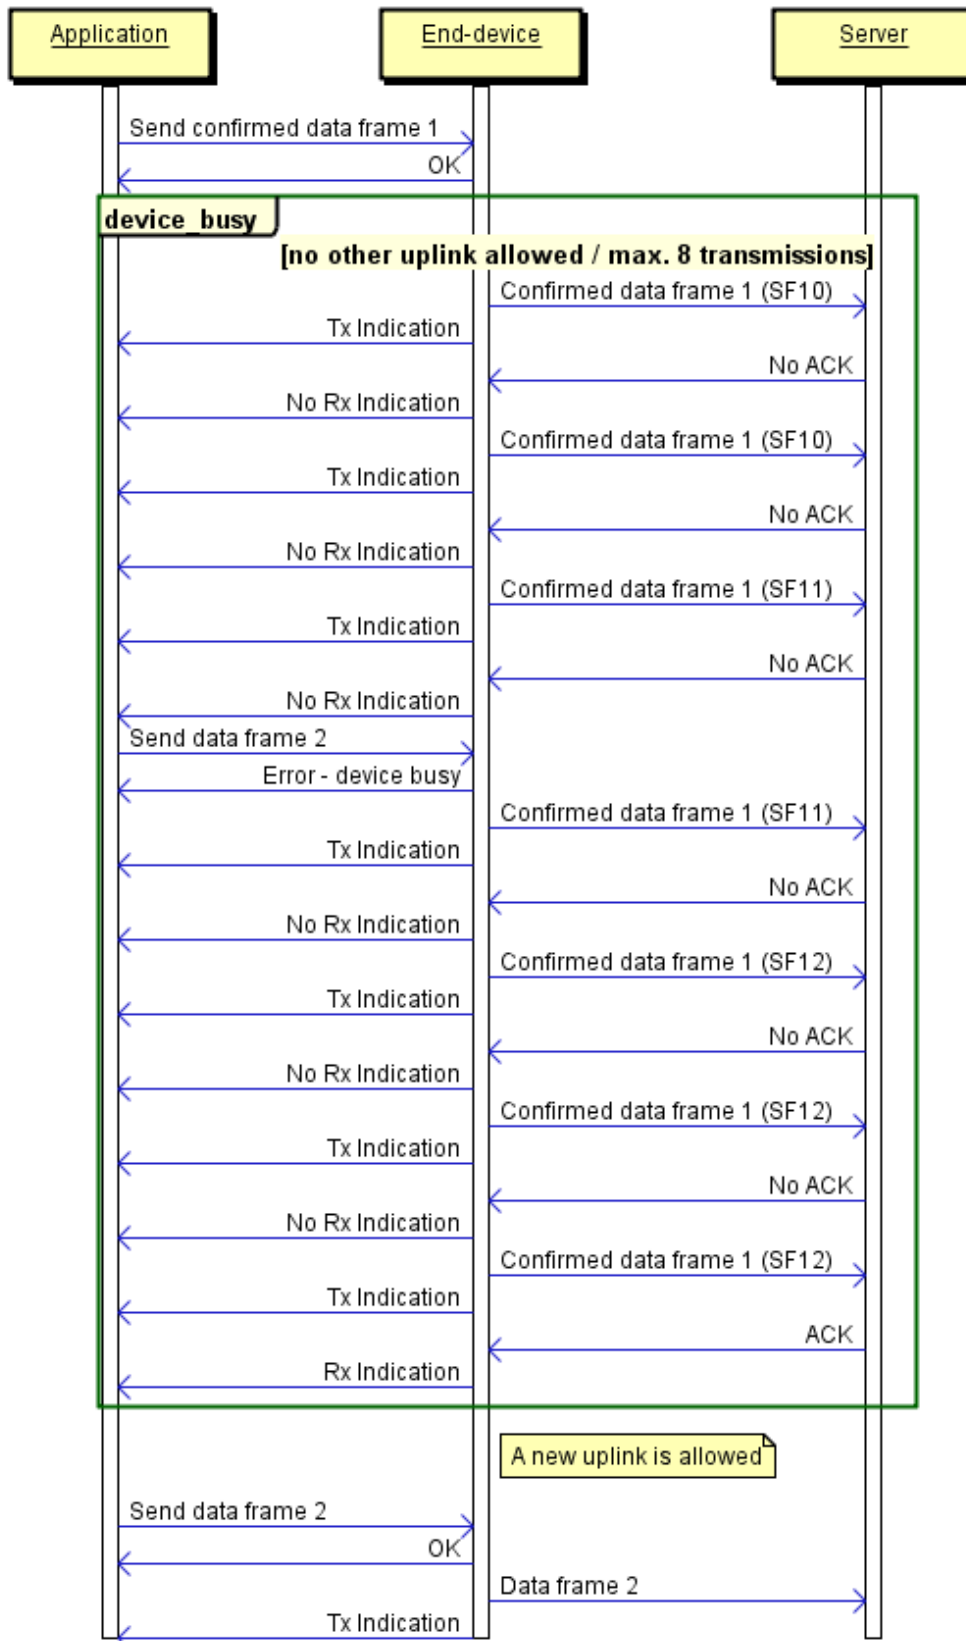 Application
End-device
Server
Send confirmed data frame 1
OK
device_busy
[no other uplink allowed / max. 8 transmissions]
Confirmed data frame 1 (SF10)
Tx Indication
No ACK
No Rx Indication
Confirmed data frame 1 (SF10)
Tx Indication
No ACK
No Rx Indication
Confirmed data frame 1 (SF11)
Tx Indication
No ACK
No Rx Indication
Send data frame 2
Error - device busy
Confirmed data frame 1 (SF11)
Tx Indication
No ACK
No Rx Indication
Confirmed data frame 1 (SF12)
Tx Indication
No ACK
No Rx Indication
Confirmed data frame 1 (SF12)
Tx Indication
No ACK
No Rx Indication
Confirmed data frame 1 (SF12)
Tx Indication
ACK
Rx Indication
A new uplink is allowed
Send data frame 2
OK
Data frame 2
Tx Indication